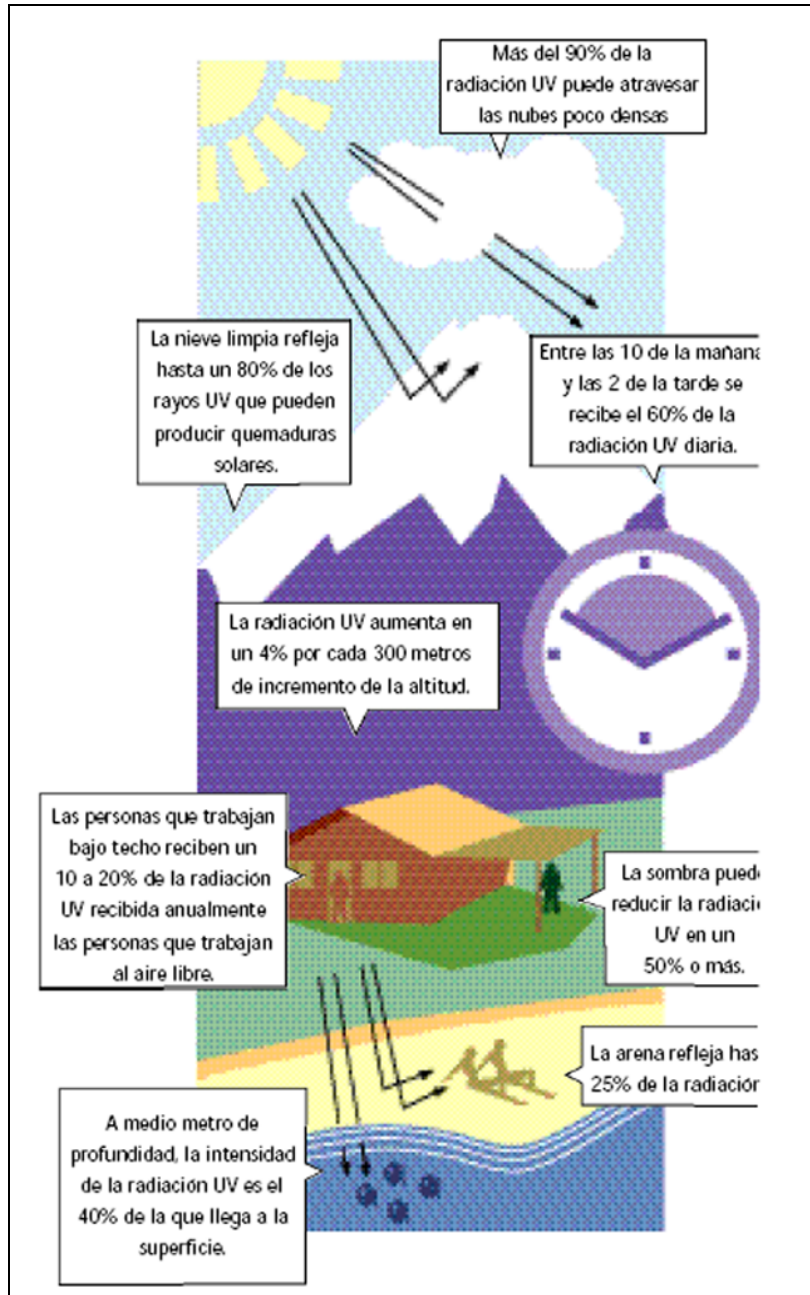 Más del 90% de la
radiación UV puede atravesar
las nubes poco densas
La nieve limpia refleja
hasta un 80% de los
rayos UV que pueden
producir quemaduras
solares.
Entre las 10 de la mañana
y las 2 de la tarde se
recibe el 60% de la
radiación UV diaria.
La radiación UV aumenta en
un 4% por cada 300 metros
de incremento de la altitud.
Las personas que trabajan
bajo techo reciben un
10 a 20% de la radiación
UV recibida anualmente
las personas que trabajan
al aire libre.
La sombra
reducir la
UV en un
50% o más.
La arena refleja
25% de la radiación
A medio metro de
profundidad, la intensidad
de la radiación UV es el
40% de la que llega a la
superficie.